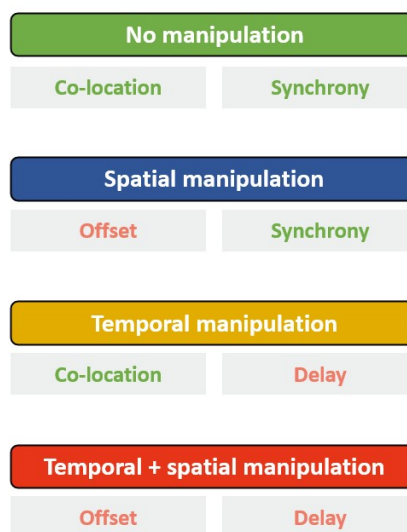 No manipulation
Co-location Synchrony
Spatial manipulation
Offset Synchrony
Temporal manipulation
Co-location Delay
Temporal + spatial manipulation
Offset Delay